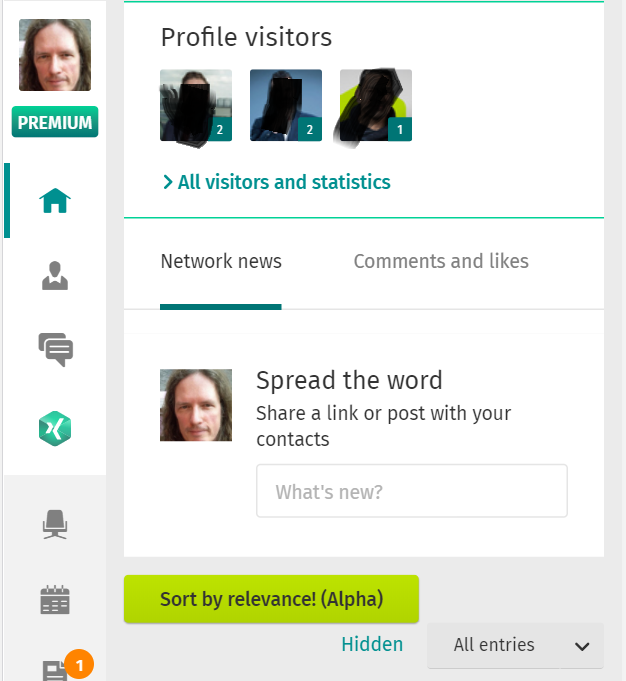 Profile visitors
PREMIUM
2
2
1
All visitors and statistics
Network news
Comments and likes
Spread the word
Share a link or post with your
contacts
What's new?
Sort by relevance! (Alpha)
Hidden
All entries
1